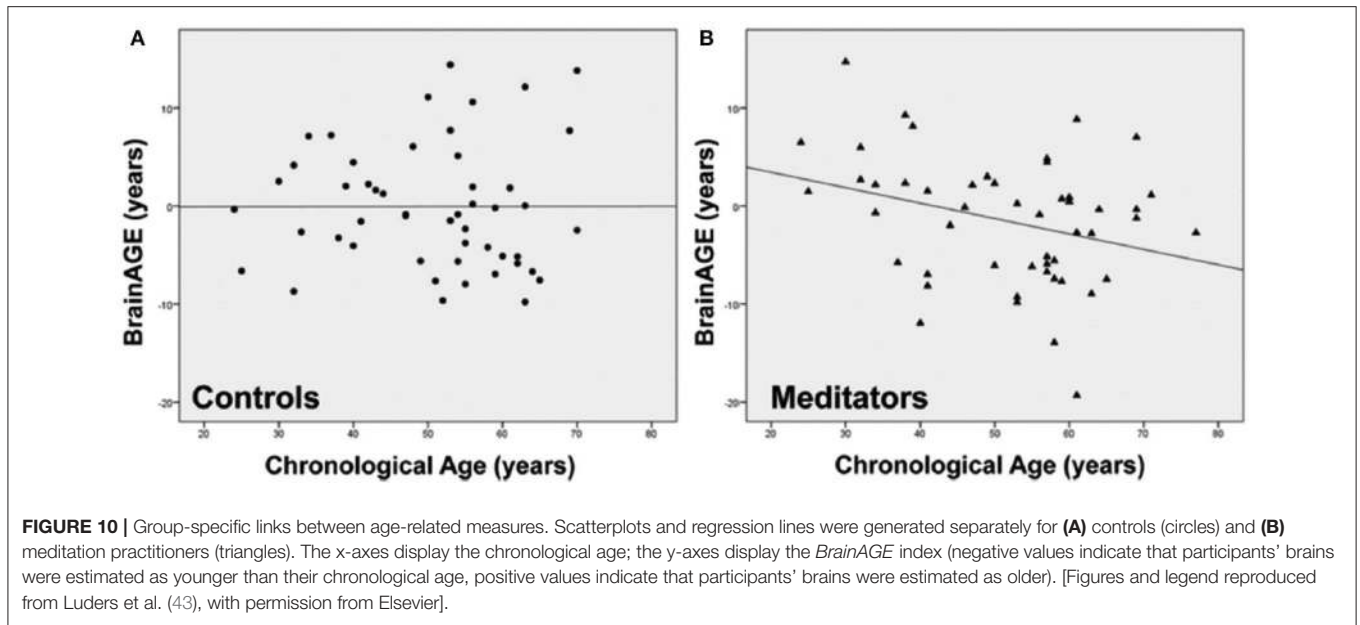 A
B
10
0
-10
-20
BrainAGE (years)
Controls
20 30 40 50 60 70 80
Chronological Age (years)
10
0
-10
-20
BrainAGE (years)
Meditators
20 30 40 50 60 70 80
Chronological Age (years)
FIGURE 10 | Group-specific links between age-related measures. Scatterplots and regression lines were generated separately for (A) controls (circles) and (B)
meditation practitioners (triangles). The x-axes display the chronological age; the y-axes display the BrainAGE index (negative values indicate that participants' brains
were estimated as younger than their chronological age, positive values indicate that participants' brains were estimated as older). [Figures and legend reproduced
from Luders et al. (43), with permission from Elsevier].